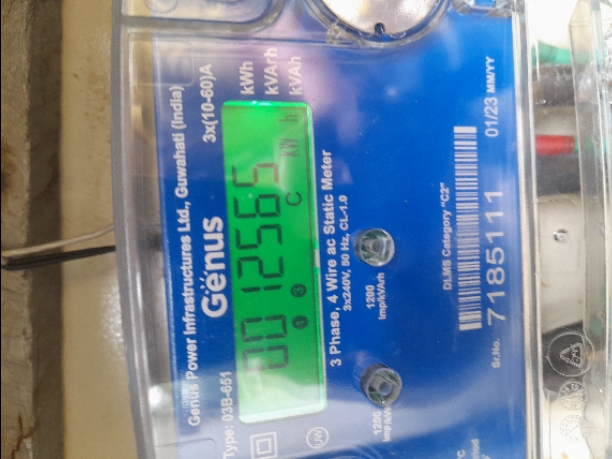 Genus Power Infrastructures Ltd., Guwahati (India)
Type: 03B-651
Genus
3x(10-60)A
kWh
kVArh
kVAh
0012565
C kW h
UW
3 Phase, 4 Wire ac Static Meter
3x240V, 50 Hz, CL-1.0
1200
Imp/kVArh
1200
DLMS Category "C2"
Sr.No. 7185111 01/23 MM/YY